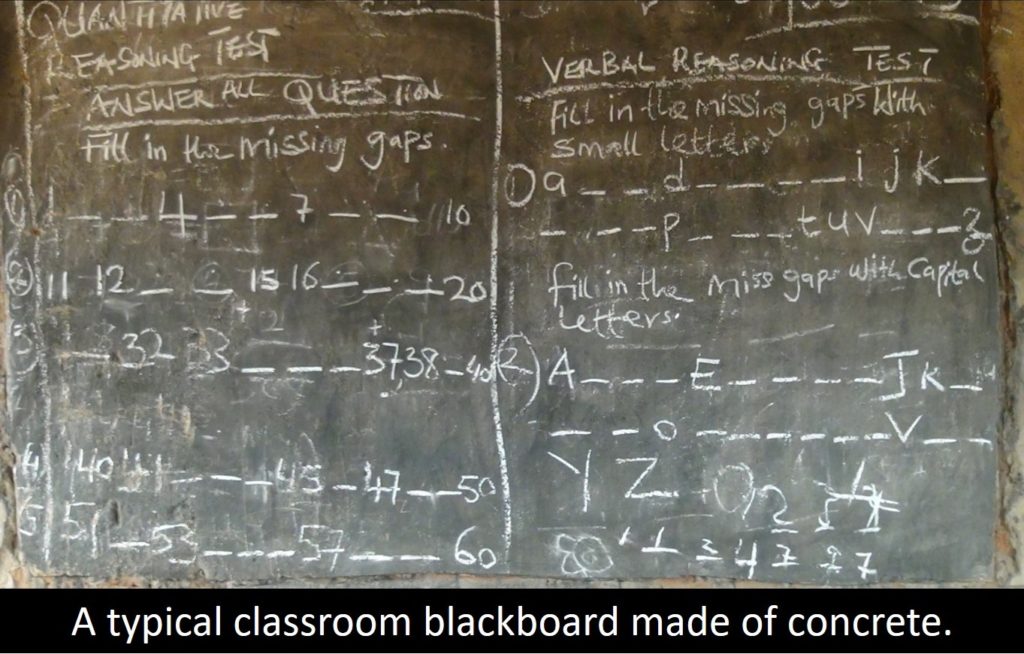 QUANTITATIVE
REASONING TEST
ANSWER ALL QUESTION
Fill in the missing gaps.
1) 1 _ _ 4 _ _ 7 _ _ 10
2) 11 12 _ _ 15 16 _ _ _ 20
3) _ 32 33 _ _ _ 37,38 _ 40
4) 40 41 _ _ _ 45 _ 47 _ _ 50
5) 51 _ 53 _ _ _ 57 _ _ 60
VERBAL REASONING TEST
Fill in the missing gaps With
small letters
1) a _ _ d _ _ _ _ i j k _
_ _ _ _ p _ _ _ t u v _ _ _ z
fill in the miss gaps with Capital
letters.
2) A _ _ _ _ E _ _ _ _ J K _
_ _ _ o _ _ _ _ _ _ V _ _ _
Y Z
A typical classroom blackboard made of concrete.